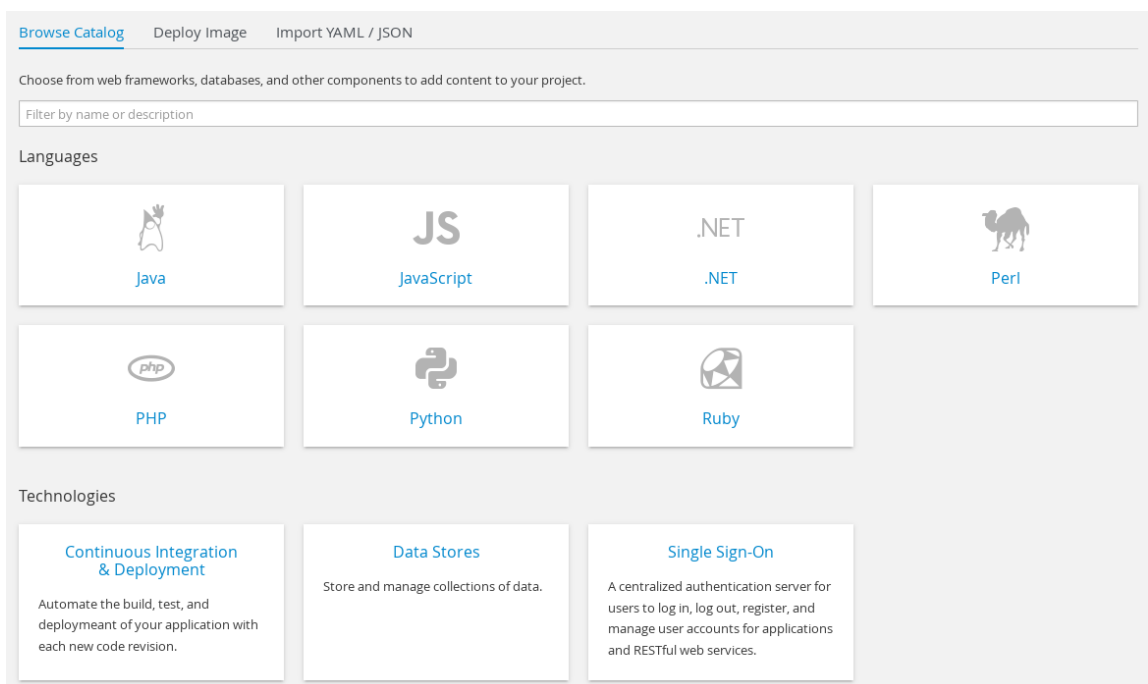 Browse Catalog Deploy Image Import YAML / JSON
Choose from web frameworks, databases, and other components to add content to your project.
Filter by name or description
Languages
JS .NET
Java JavaScript .NET Perl
php
PHP Python Ruby
Technologies
Continuous Integration
& Deployment
Automate the build, test, and
deploymeant of your application with
each new code revision.
Data Stores
Store and manage collections of data.
Single Sign-On
A centralized authentication server for
users to log in, log out, register, and
manage user accounts for applications
and RESTful web services.